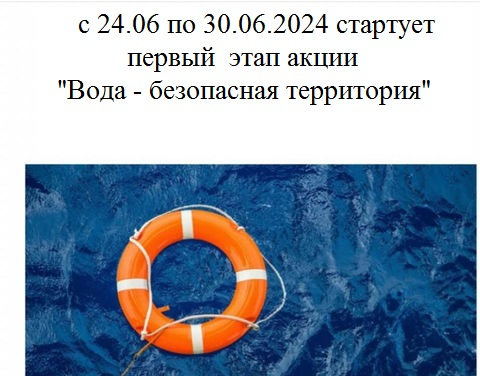 с 24.06 по 30.06.2024 стартует
первый этап акции
"Вода - безопасная территория"